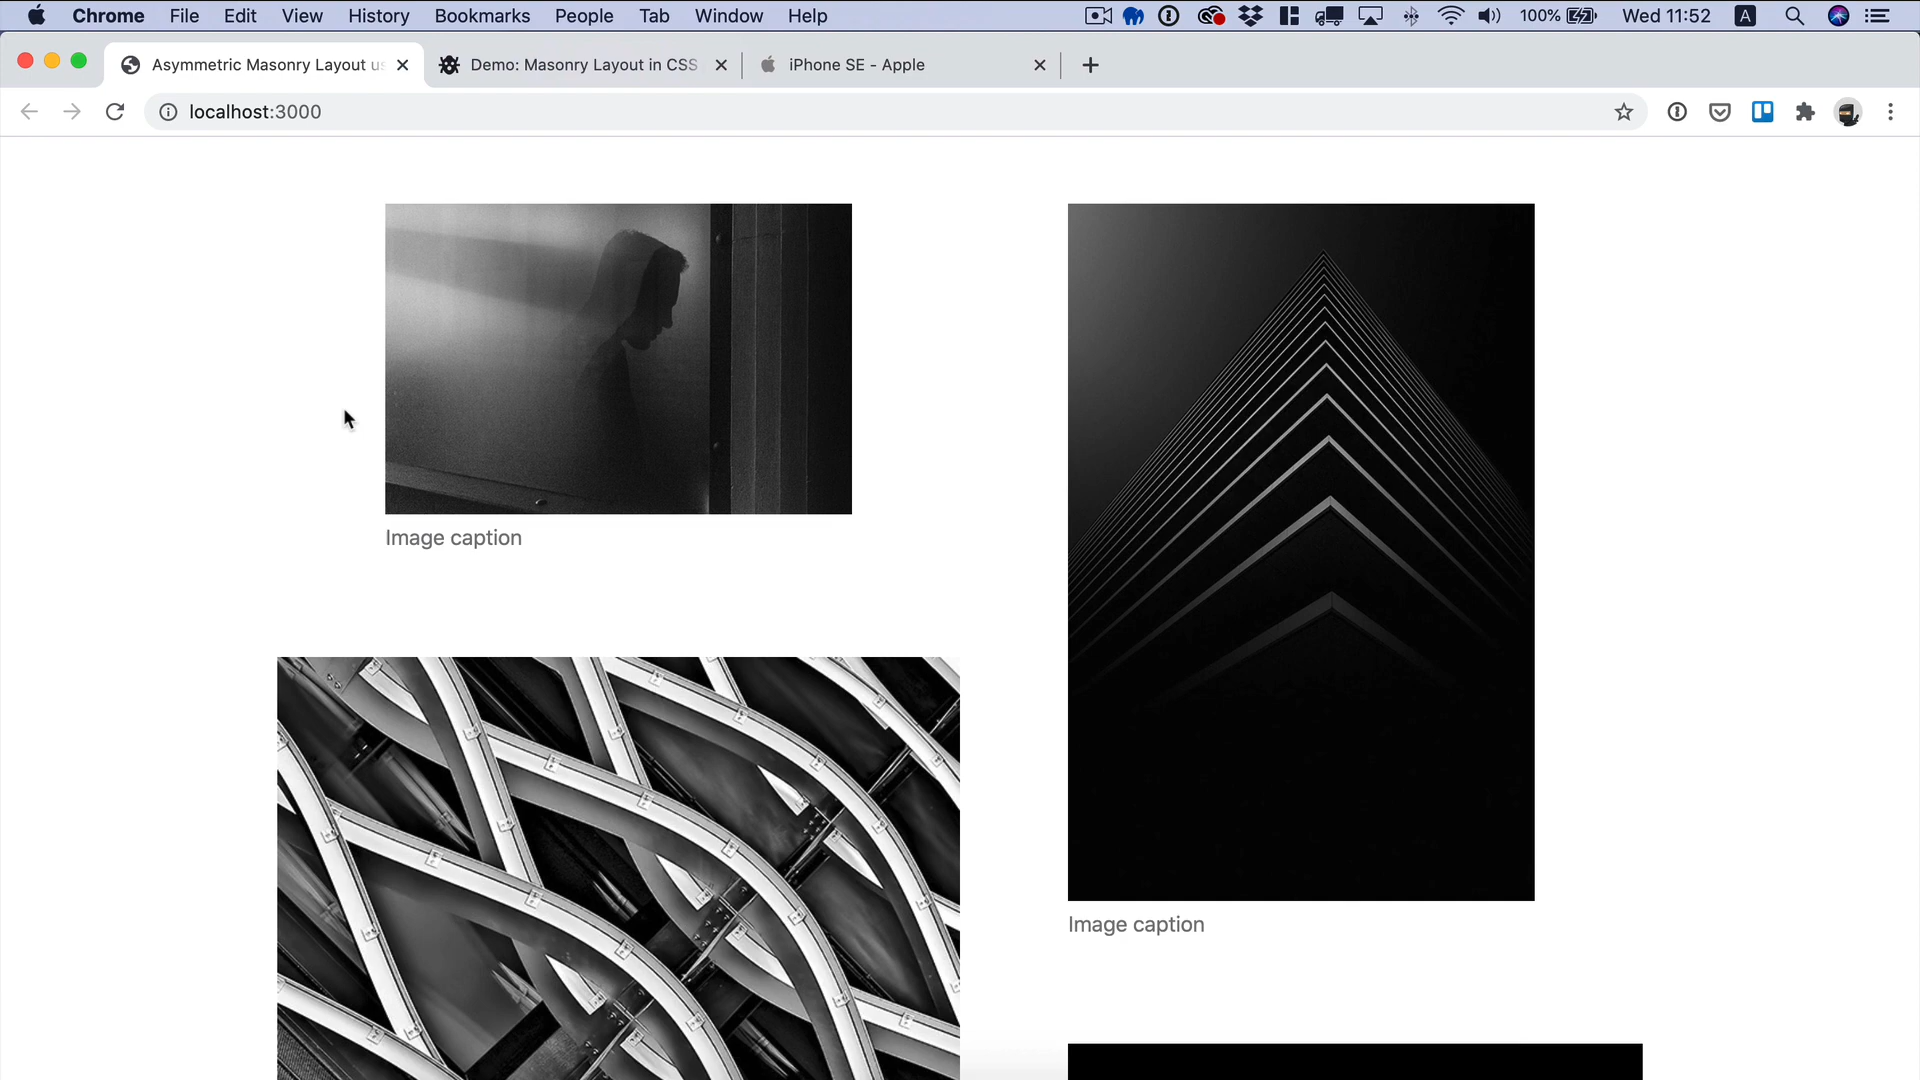 Chrome File Edit View History Bookmarks People Tab Window Help 100% Wed 11:52 A
Asymmetric Masonry Layout us Demo: Masonry Layout in CSS iPhone SE - Apple
localhost:3000
Image caption
Image caption